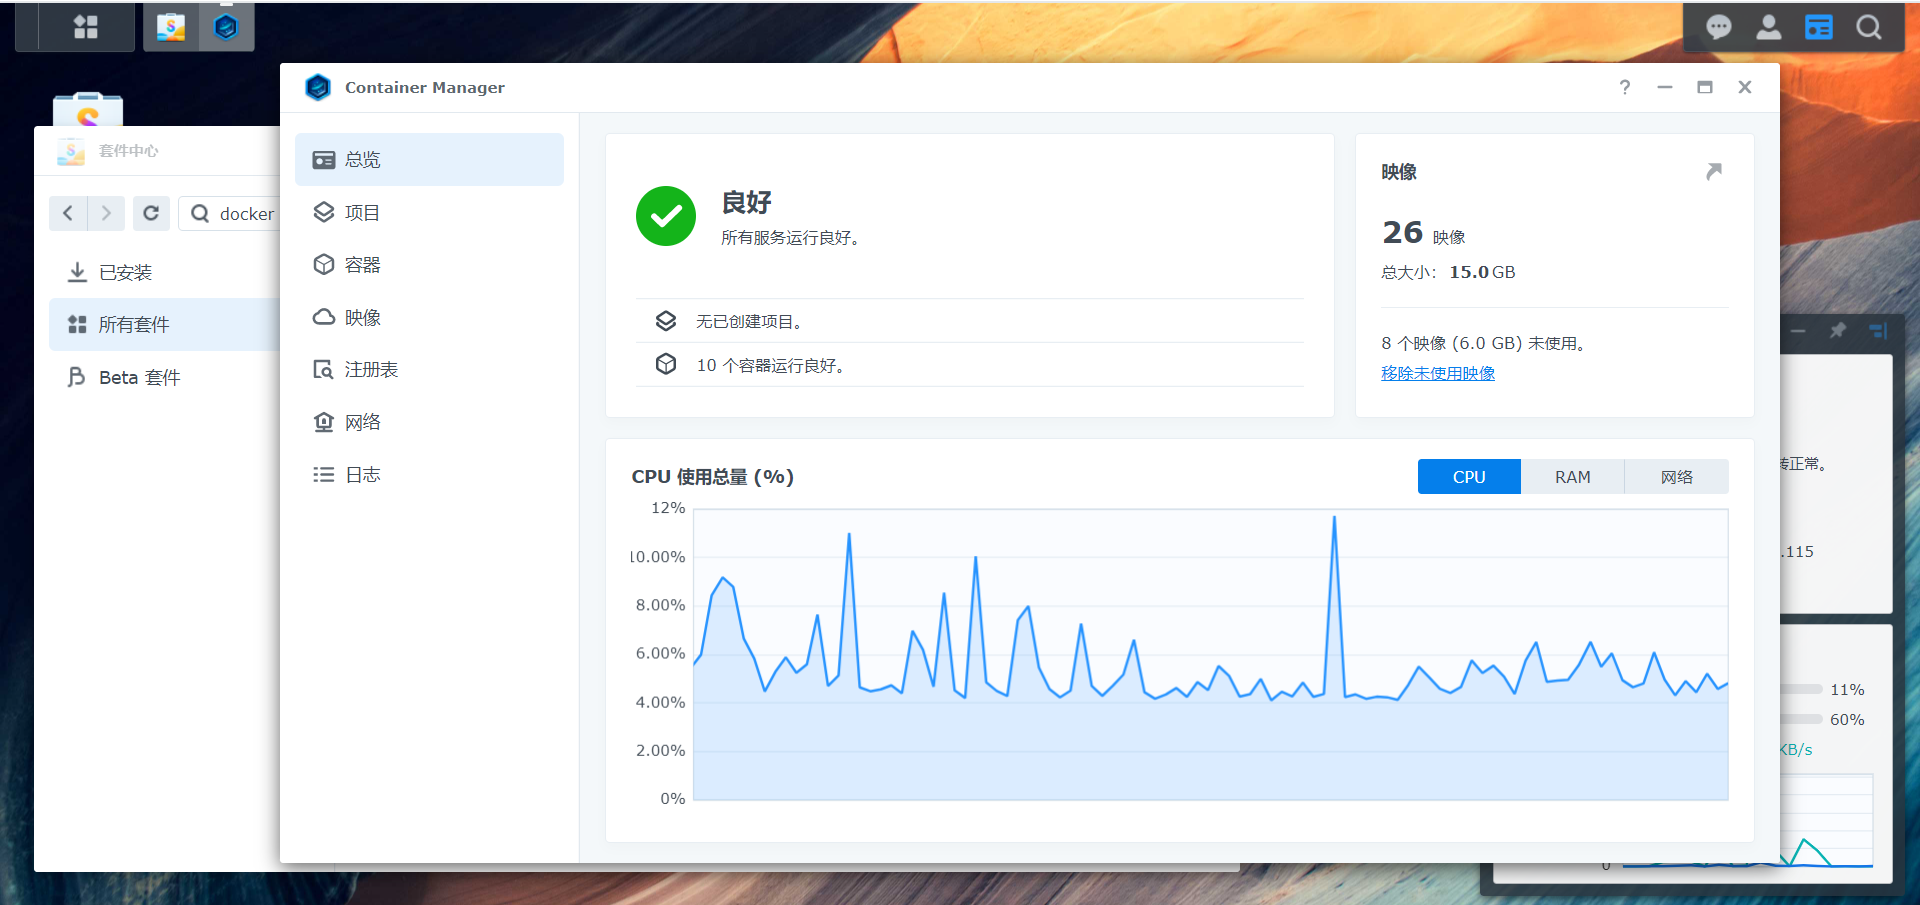 Container Manager
套件中心
docker
已安装
所有套件
Beta 套件
总览
项目
容器
映像
注册表
网络
日志
良好
所有服务运行良好。
无已创建项目。
10 个容器运行良好。
映像
26 映像
总大小： 15.0 GB
8 个映像 (6.0 GB) 未使用。
移除未使用映像
CPU 使用总量 (%)
CPU
RAM
网络
12%
10.00%
8.00%
6.00%
4.00%
2.00%
0%
转正常。
.115
11%
60%
KB/s
0